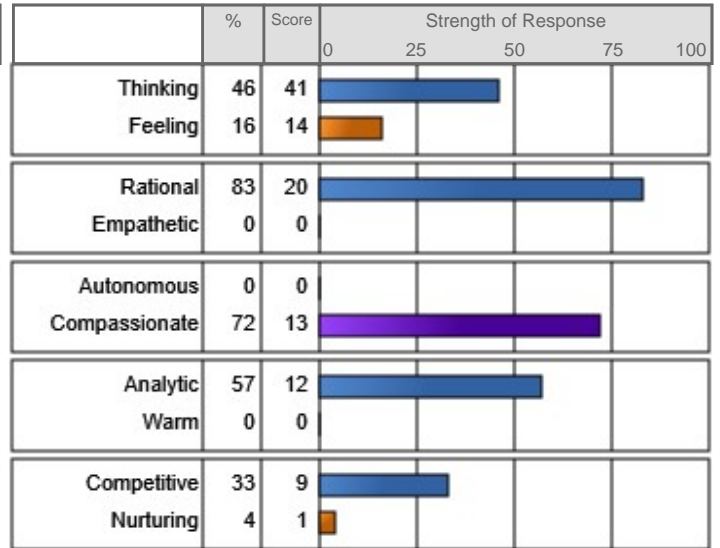 % Score Strength of Response
0 25 50 75 100
Thinking 46 41
Feeling 16 14
Rational 83 20
Empathetic 0 0
Autonomous 0 0
Compassionate 72 13
Analytic 57 12
Warm 0 0
Competitive 33 9
Nurturing 4 1